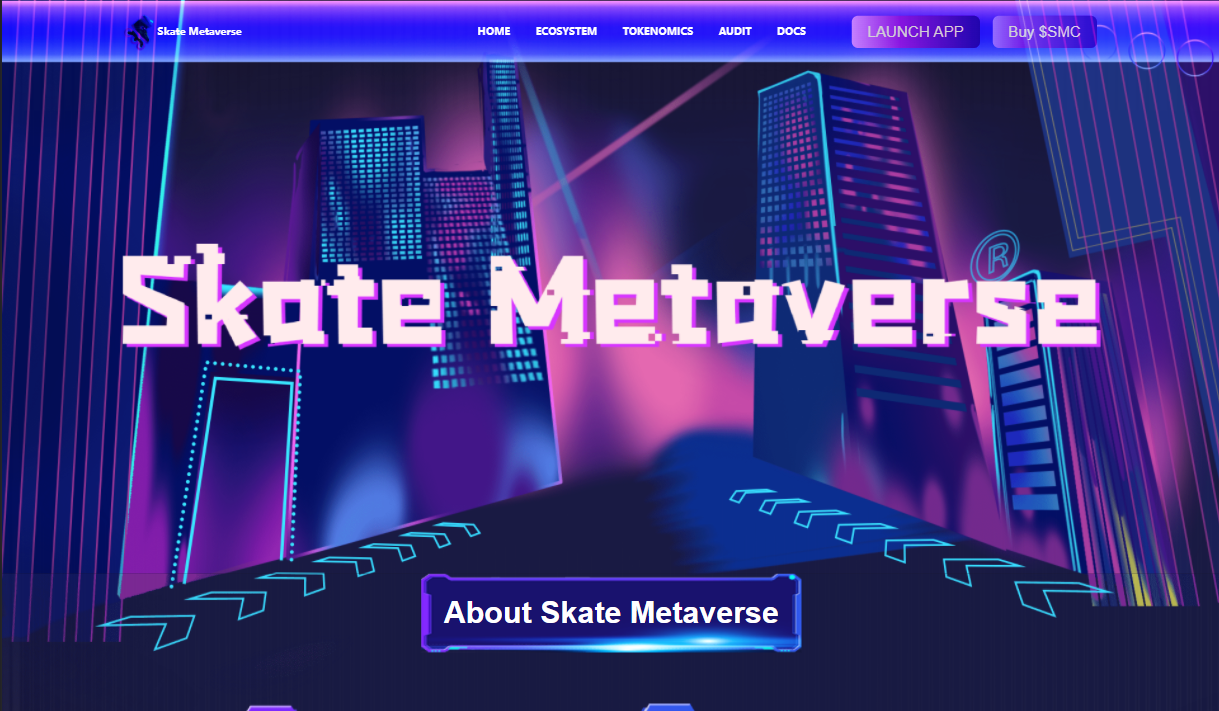 Skate Metaverse
HOME ECOSYSTEM TOKENOMICS AUDIT DOCS
LAUNCH APP Buy $SMC
Skate Metaverse
®
About Skate Metaverse